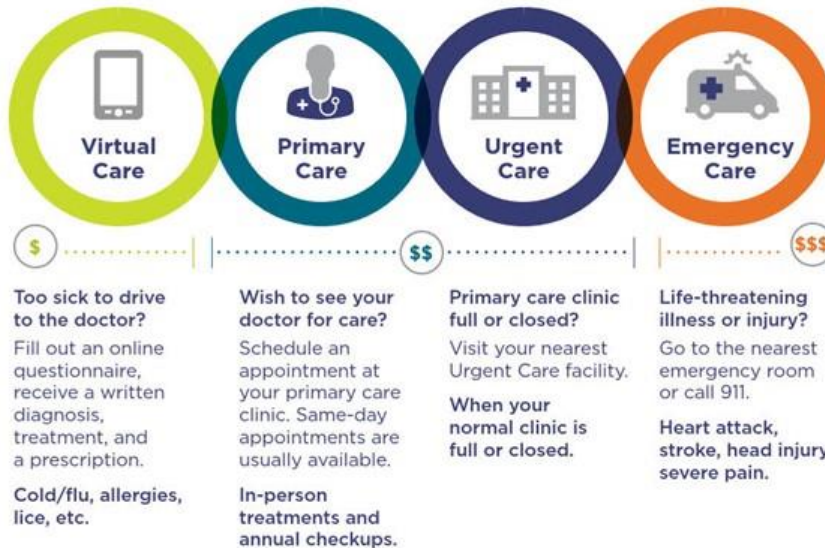 Virtual
Care
Primary
Care
Urgent
Care
Emergency
Care
$
$$
$$$
Too sick to drive
to the doctor?
Fill out an online
questionnaire,
receive a written
diagnosis,
treatment, and
a prescription.
Cold/flu, allergies,
lice, etc.
Wish to see your
doctor for care?
Schedule an
appointment at
your primary care
clinic. Same-day
appointments are
usually available.
In-person
treatments and
annual checkups.
Primary care clinic
full or closed?
Visit your nearest
Urgent Care facility.
When your
normal clinic is
full or closed.
Life-threatening
illness or injury?
Go to the nearest
emergency room
or call 911.
Heart attack,
stroke, head injury
severe pain.